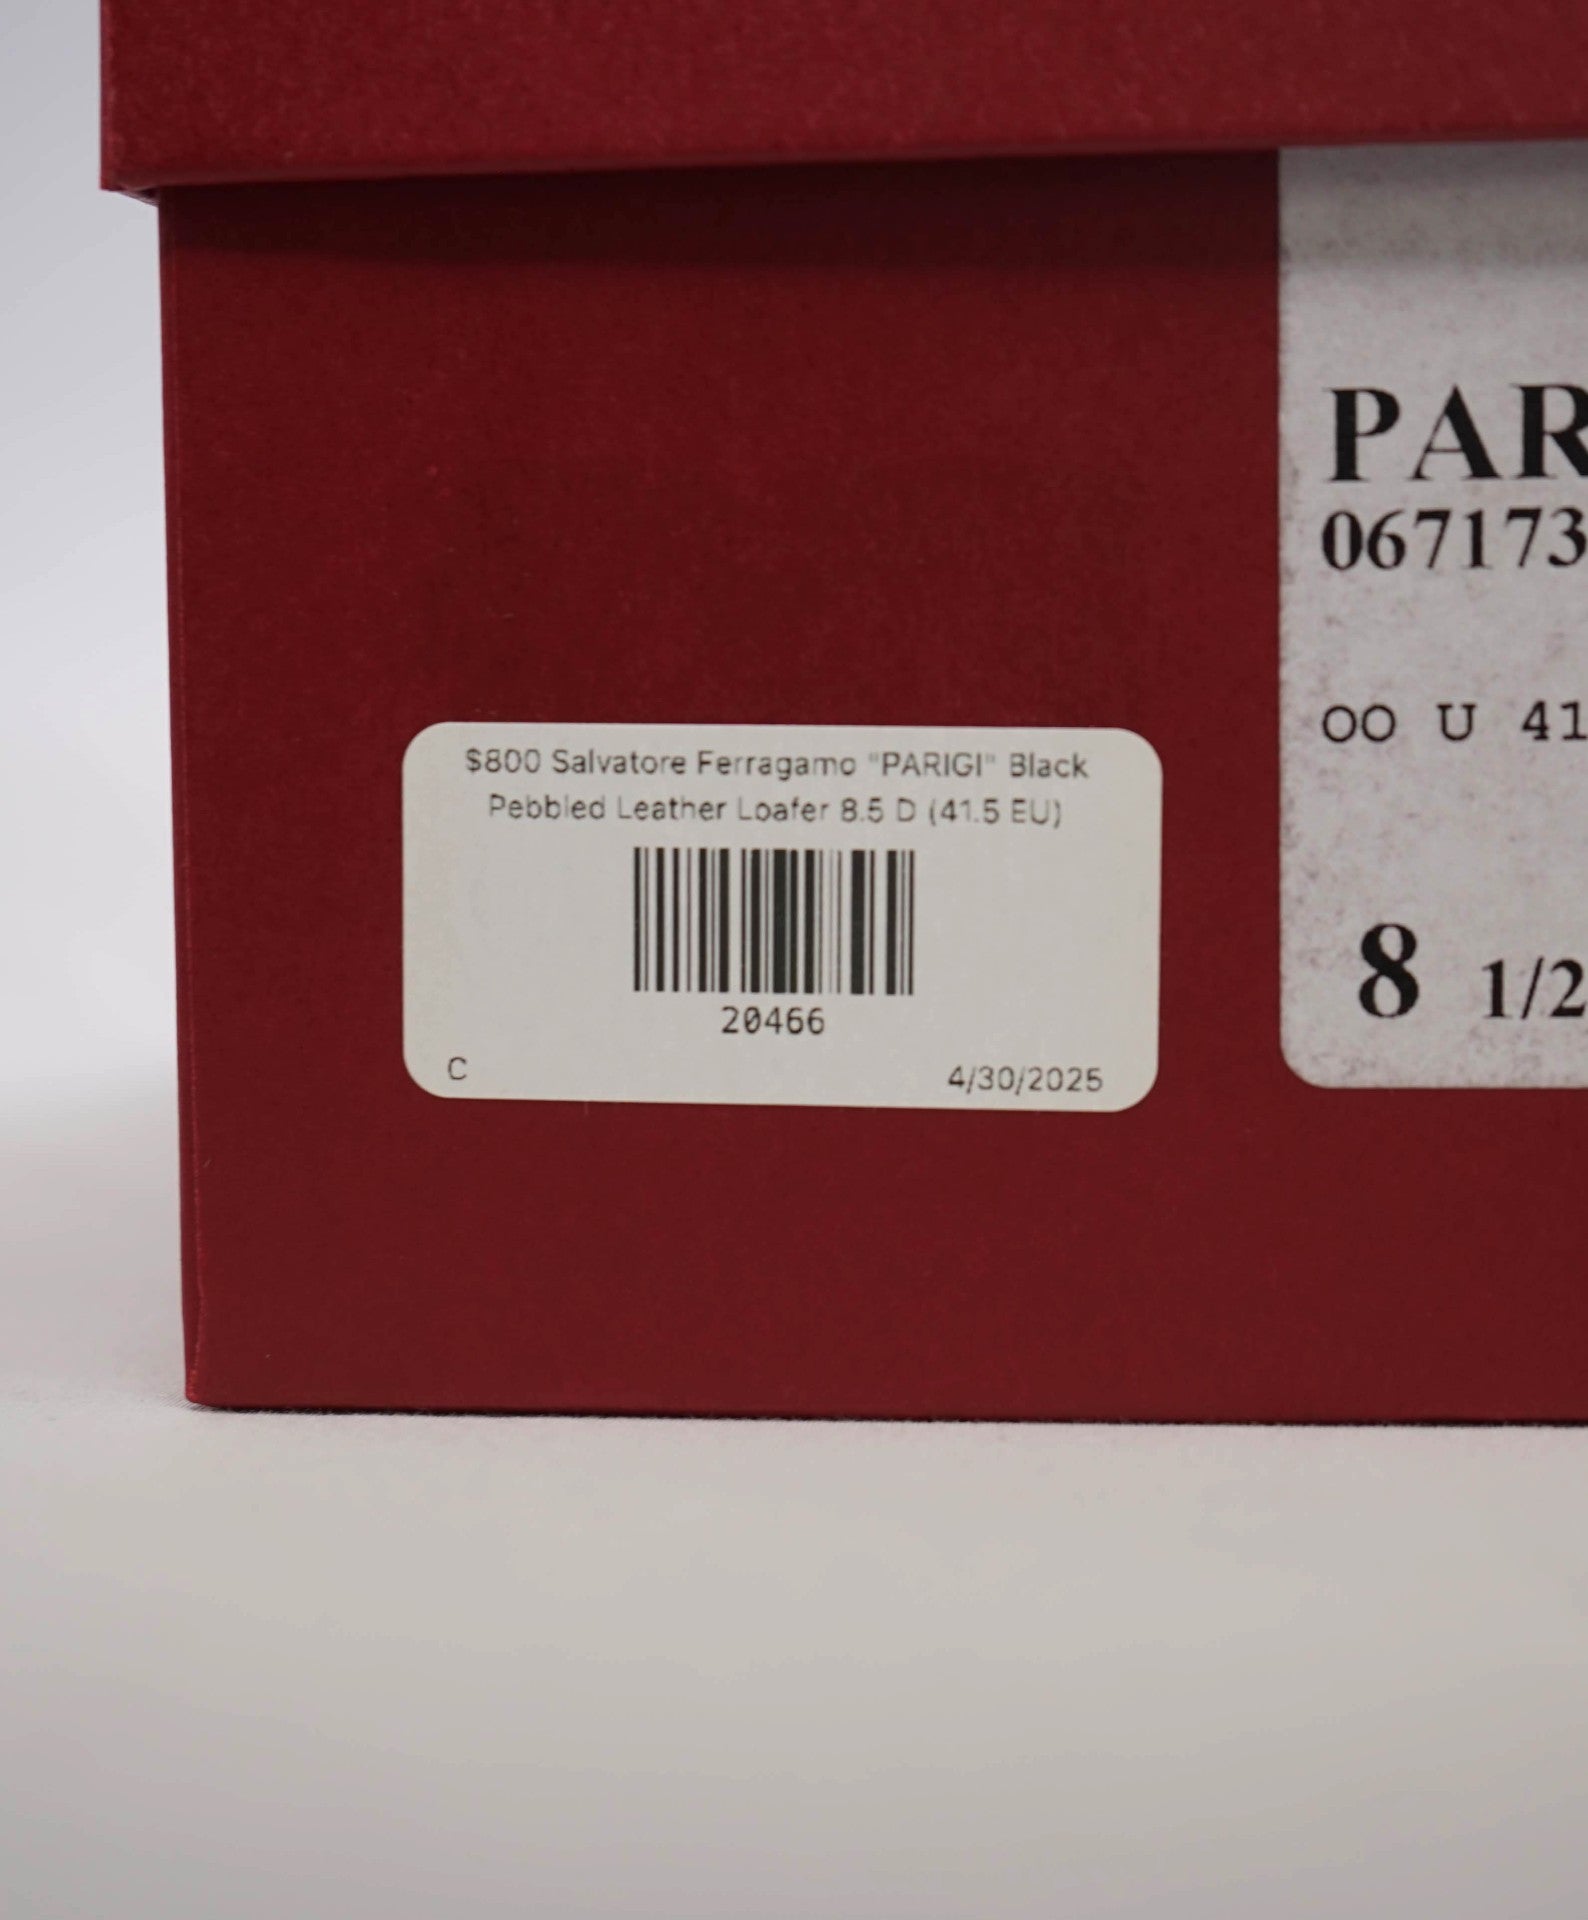 $800 Salvatore Ferragamo "PARIGI" Black
Pebbled Leather Loafer 8.5 D (41.5 EU)
20466
C 4/30/2025
PAR
067173
OO U 41
8 1/2